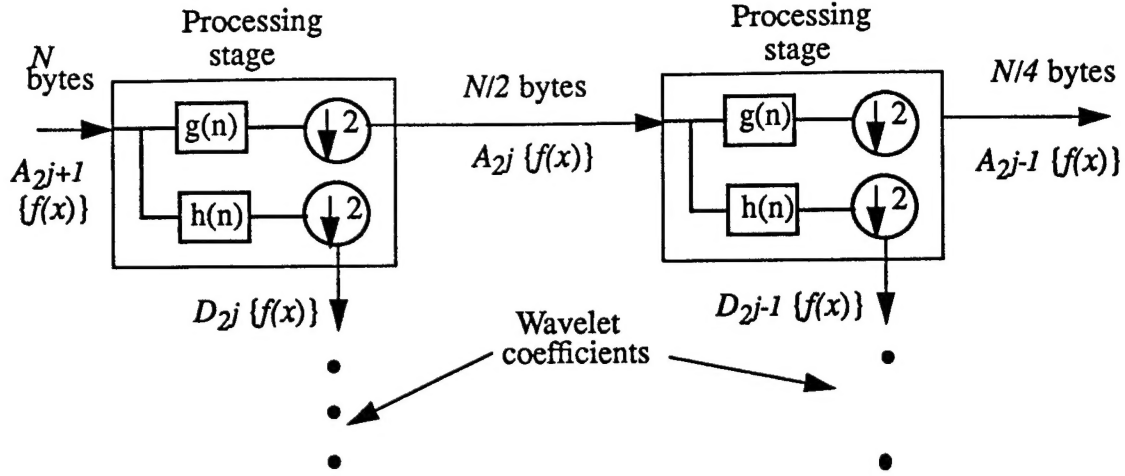 Processing
stage
N
bytes
g(n)
2
h(n)
2
A2j+1
{f(x)}
D2j {f(x)}
N/2 bytes
A2j {f(x)}
Processing
stage
g(n)
2
h(n)
2
D2j-1 {f(x)}
N/4 bytes
A2j-1 {f(x)}
Wavelet
coefficients